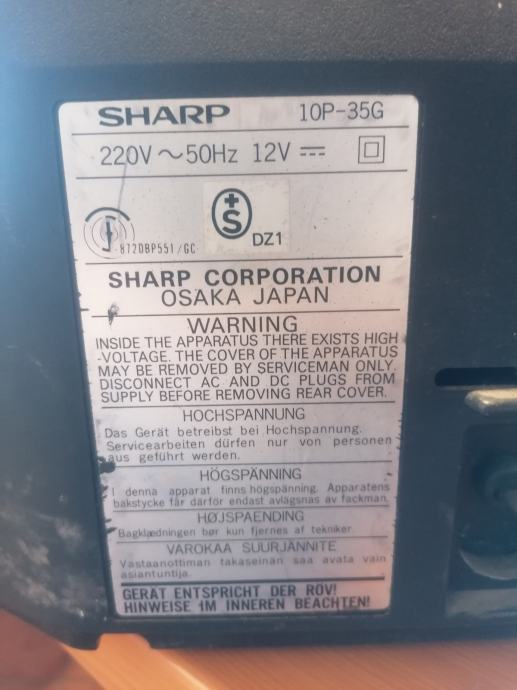 SHARP 10P-35G
220V ~ 50Hz 12V ⎓
+S DZ1
872DBP551/GC
SHARP CORPORATION
OSAKA JAPAN
WARNING
INSIDE THE APPARATUS THERE EXISTS HIGH
-VOLTAGE. THE COVER OF THE APPARATUS
MAY BE REMOVED BY SERVICEMAN ONLY.
DISCONNECT AC AND DC PLUGS FROM
SUPPLY BEFORE REMOVING REAR COVER.
HOCHSPANNUNG
Das Gerät betreibst bei Hochspannung.
Servicearbeiten dürfen nur von personen
aus geführt werden.
HÖGSPÄNNING
I denna apparat finns högspänning. Apparatens
bakstycke får därför endast avlägsnas av fackman.
HØJSPAENDING
Bagklædningen bør kun fjernes af tekniker.
VAROKAA SUURJÄNNITE
Vastaanottiman takaseinän saa avata vain
asiantuntija.
GERÄT ENTSPRICHT DER RÖV!
HINWEISE IM INNEREN BEACHTEN!